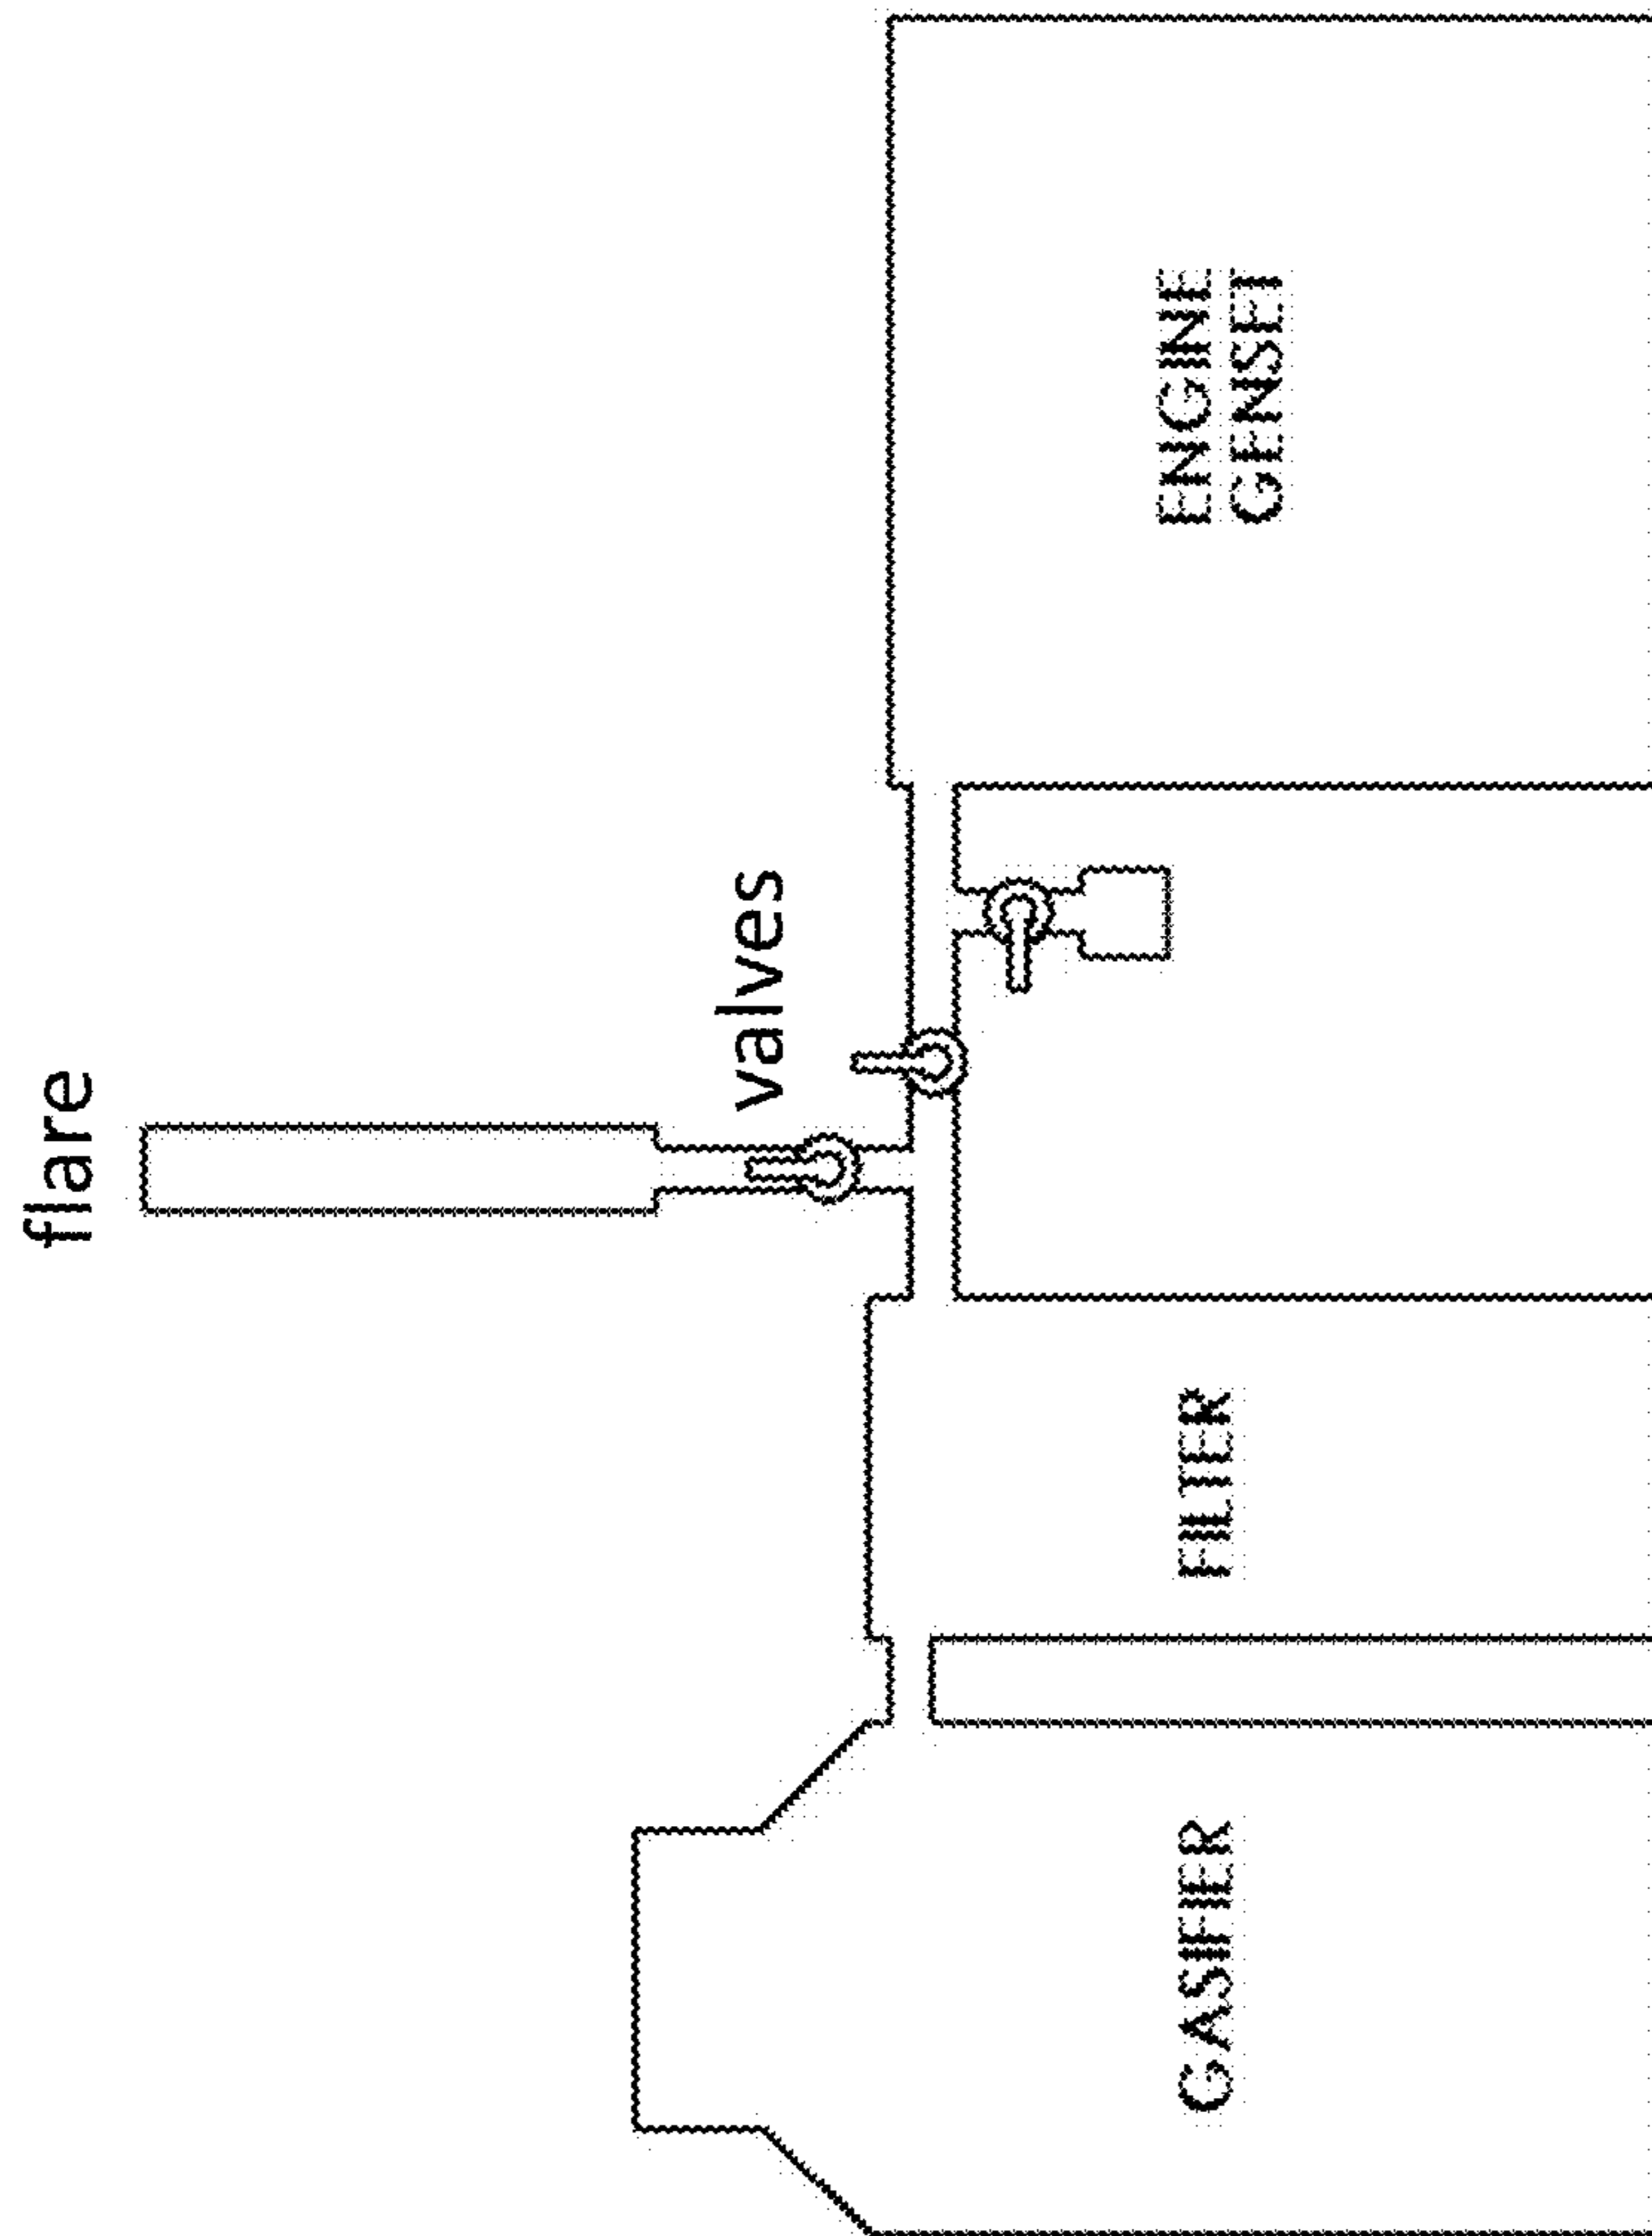 flare
valves
GASIFIER
FILTER
ENGINE
GENSET